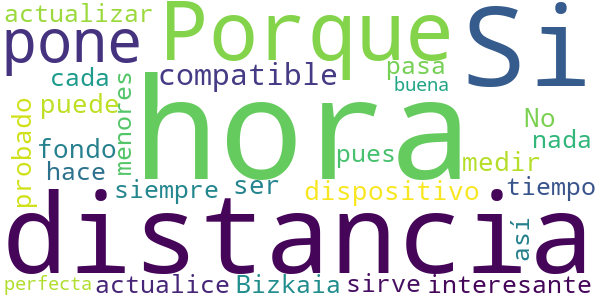 actualizar
pone
Porque
Si
cada
compatible
pasa
buena
probado
puede
menores
hora
No
nada
fondo
hace
pues
medir
siempre
ser
dispositivo
tiempo
distancia
así
perfecta
actualice
Bizkaia
sirve
interesante